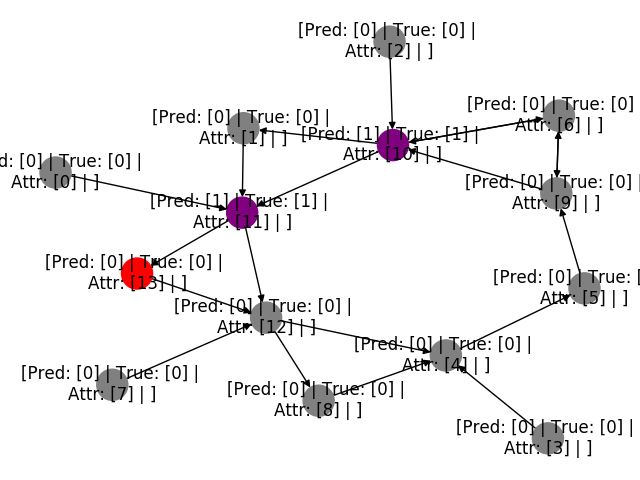 [Pred: [0] | True: [0] |
Attr: [2] | ]
[Pred: [0] | True: [0]
Attr: [6] | ]
[Pred: [0] | True: [0] |
Attr: [1] | ]
[Pred: [1] | True: [1] |
Attr: [10] | ]
d: [0] | True: [0] |
Attr: [0] | ]
[Pred: [0] | True: [0] |
Attr: [9] | ]
[Pred: [1] | True: [1] |
Attr: [11] | ]
[Pred: [0] | True: [0] |
Attr: [13] | ]
[Pred: [0] | True: [
Attr: [5] | ]
[Pred: [0] | True: [0] |
Attr: [12] | ]
[Pred: [0] | True: [0] |
Attr: [4] | ]
[Pred: [0] | True: [0] |
Attr: [7] | ]
[Pred: [0] | True: [0] |
Attr: [8] | ]
[Pred: [0] | True: [0] |
Attr: [3] | ]